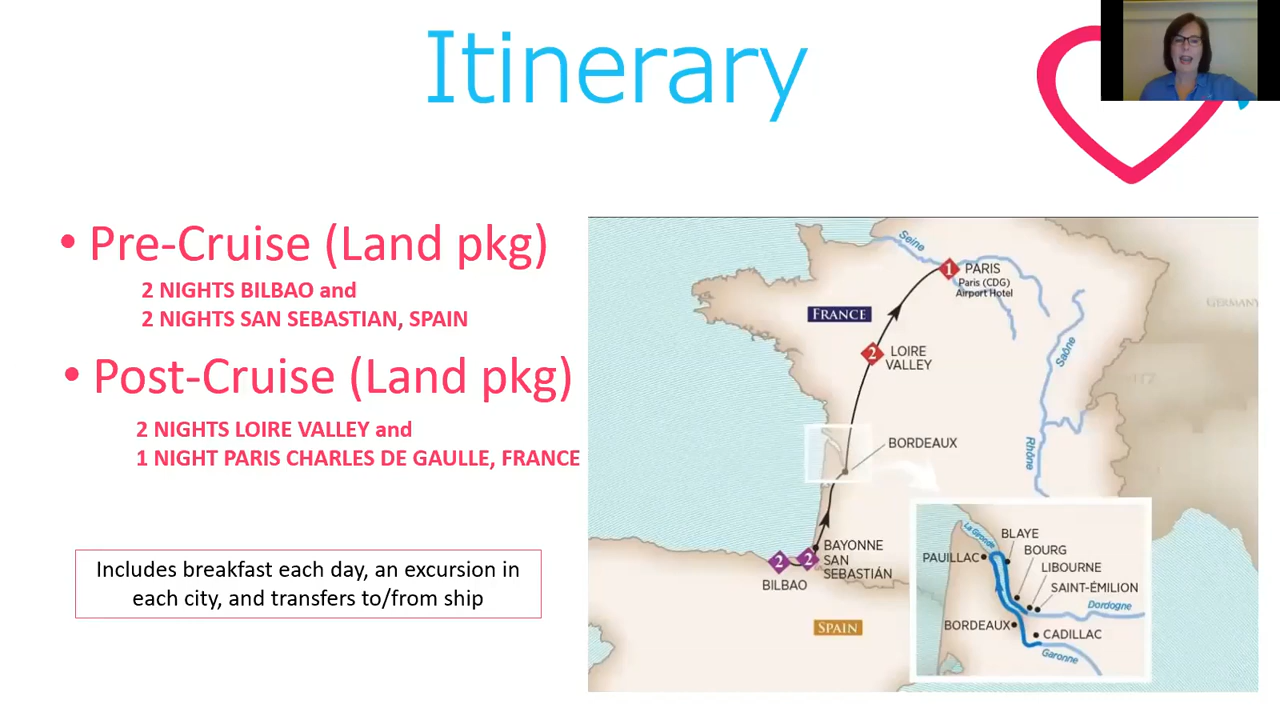 Itinerary
• Pre-Cruise (Land pkg)
2 NIGHTS BILBAO and
2 NIGHTS SAN SEBASTIAN, SPAIN
• Post-Cruise (Land pkg)
2 NIGHTS LOIRE VALLEY and
1 NIGHT PARIS CHARLES DE GAULLE, FRANCE
Includes breakfast each day, an excursion in
each city, and transfers to/from ship
Seine
1 PARIS
Paris (CDG)
Airport Hotel
GERMANY
FRANCE
2 LOIRE
VALLEY
Saône
BORDEAUX
Rhône
BAYONNE
2 2 SAN
SEBASTIÁN
BILBAO
SPAIN
La Gironde
BLAYE
PAUILLAC
BOURG
LIBOURNE
SAINT-ÉMILION
Dordogne
BORDEAUX
CADILLAC
Garonne